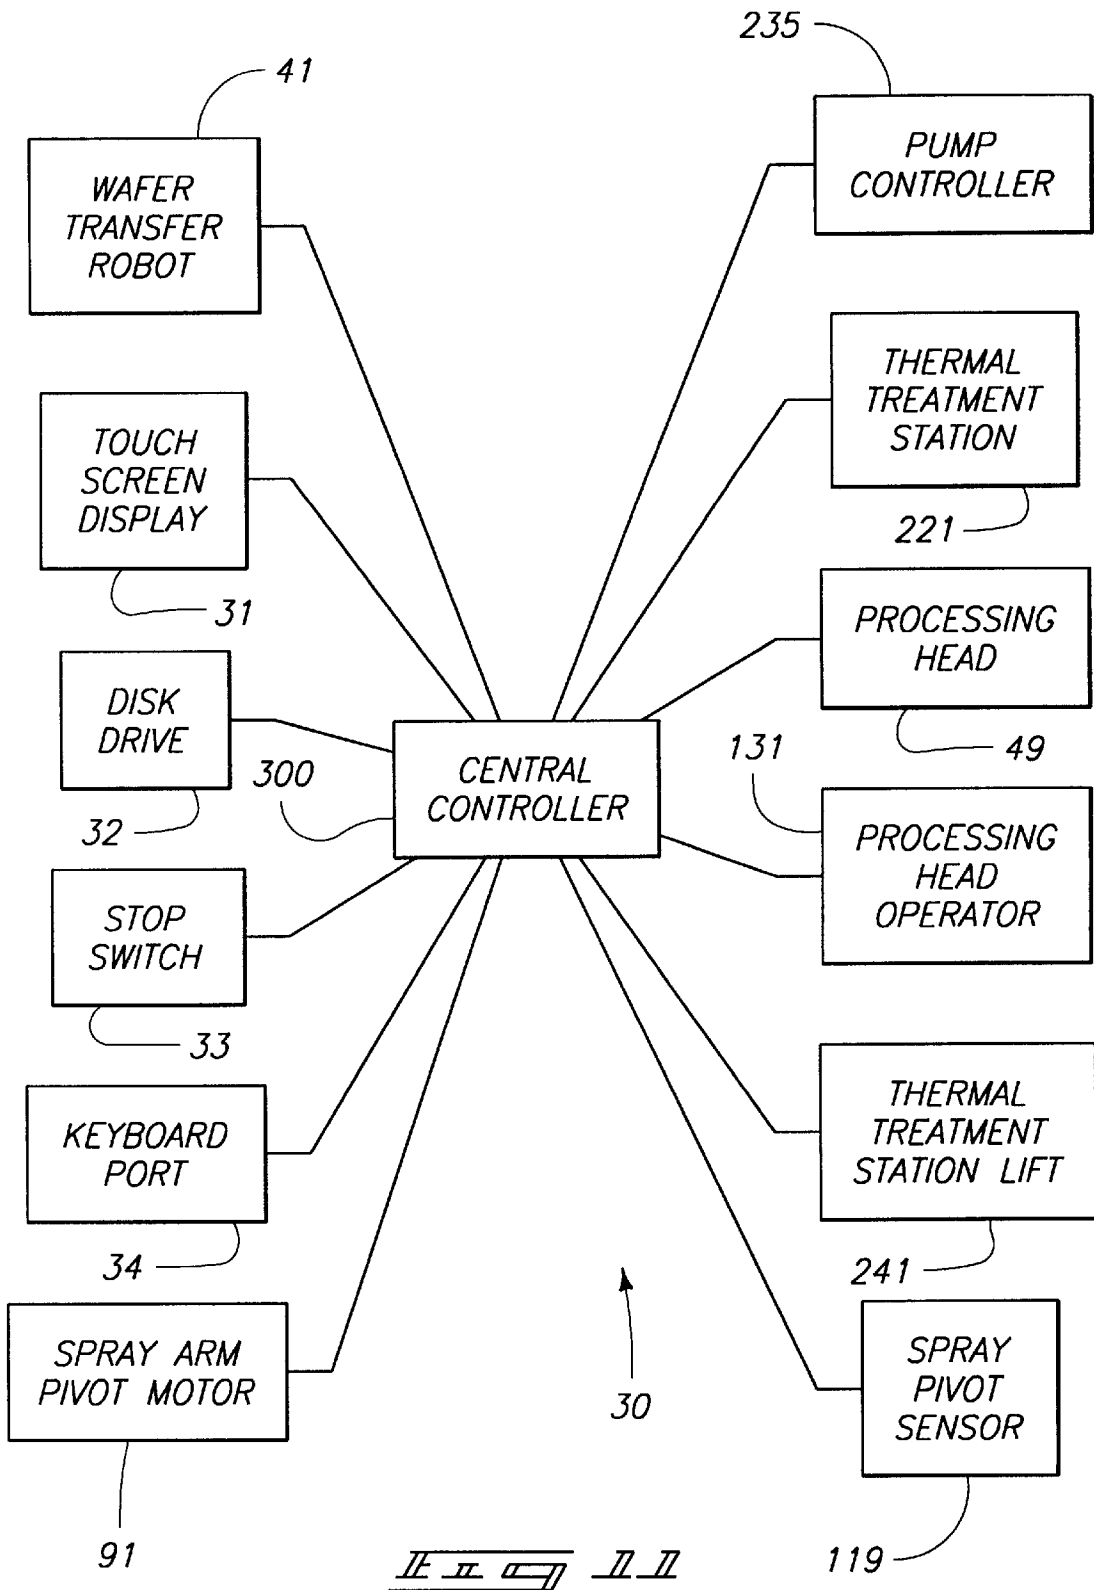 41
WAFER
TRANSFER
ROBOT
235
PUMP
CONTROLLER
TOUCH
SCREEN
DISPLAY
31
THERMAL
TREATMENT
STATION
221
DISK
DRIVE
32
PROCESSING
HEAD
49
300
CENTRAL
CONTROLLER
131
PROCESSING
HEAD
OPERATOR
STOP
SWITCH
33
KEYBOARD
PORT
34
THERMAL
TREATMENT
STATION LIFT
241
SPRAY ARM
PIVOT MOTOR
91
30
SPRAY
PIVOT
SENSOR
119
Fig 11